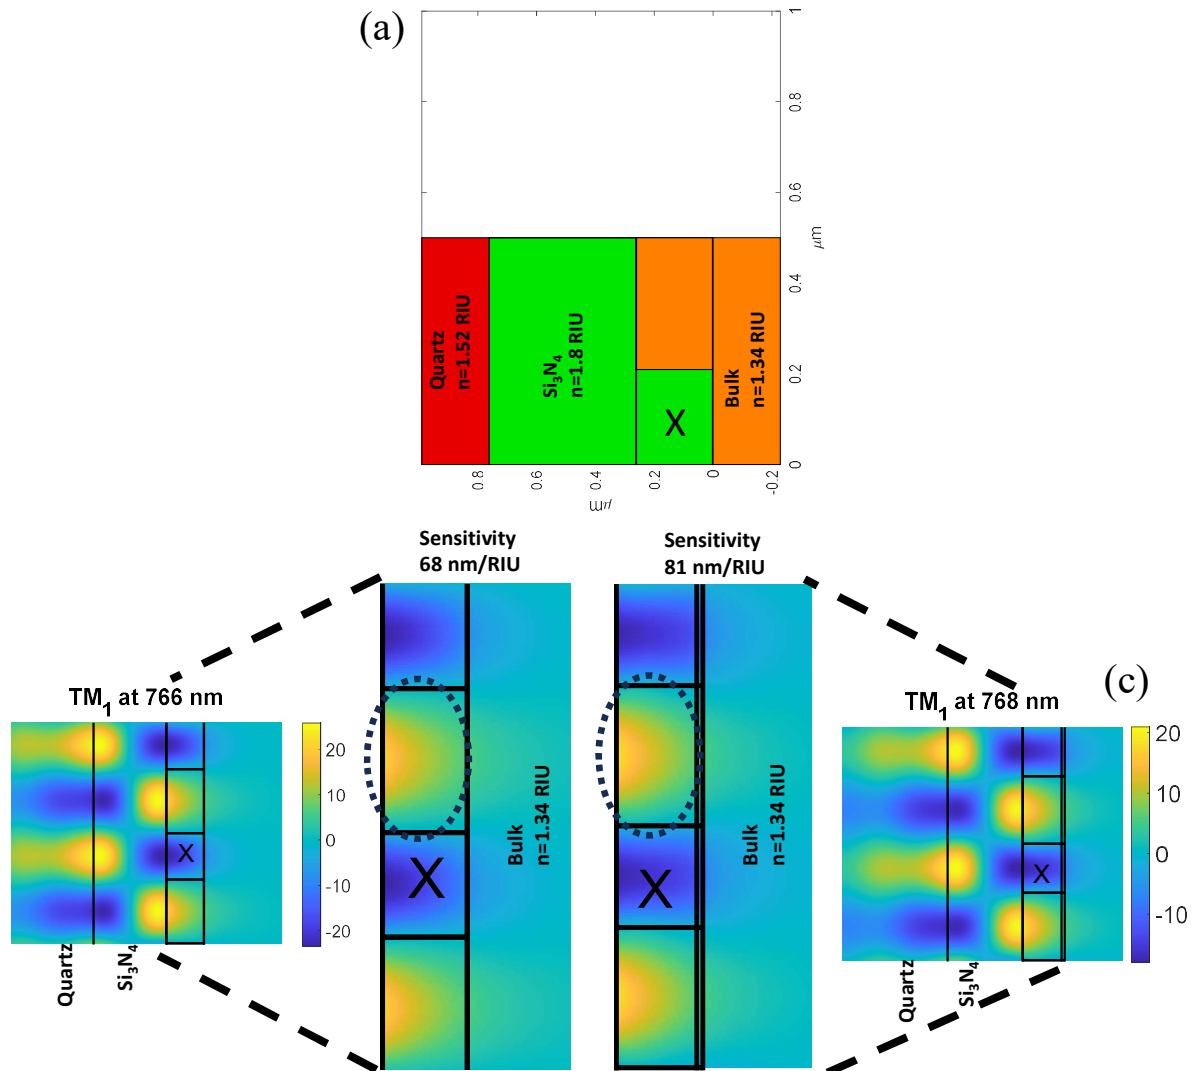 (a)
1
0.8
0.6
0.4
0.2
0
µm
Quartz
n=1.52 RIU
Si3N4
n=1.8 RIU
X
Bulk
n=1.34 RIU
0.8
0.6
0.4
0.2
0
-0.2
µm
Sensitivity
68 nm/RIU
Sensitivity
81 nm/RIU
(c)
TM1 at 766 nm
20
10
0
-10
-20
X
Quartz
Si3N4
X
Bulk
n=1.34 RIU
X
Bulk
n=1.34 RIU
TM1 at 768 nm
20
10
0
-10
X
Quartz
Si3N4